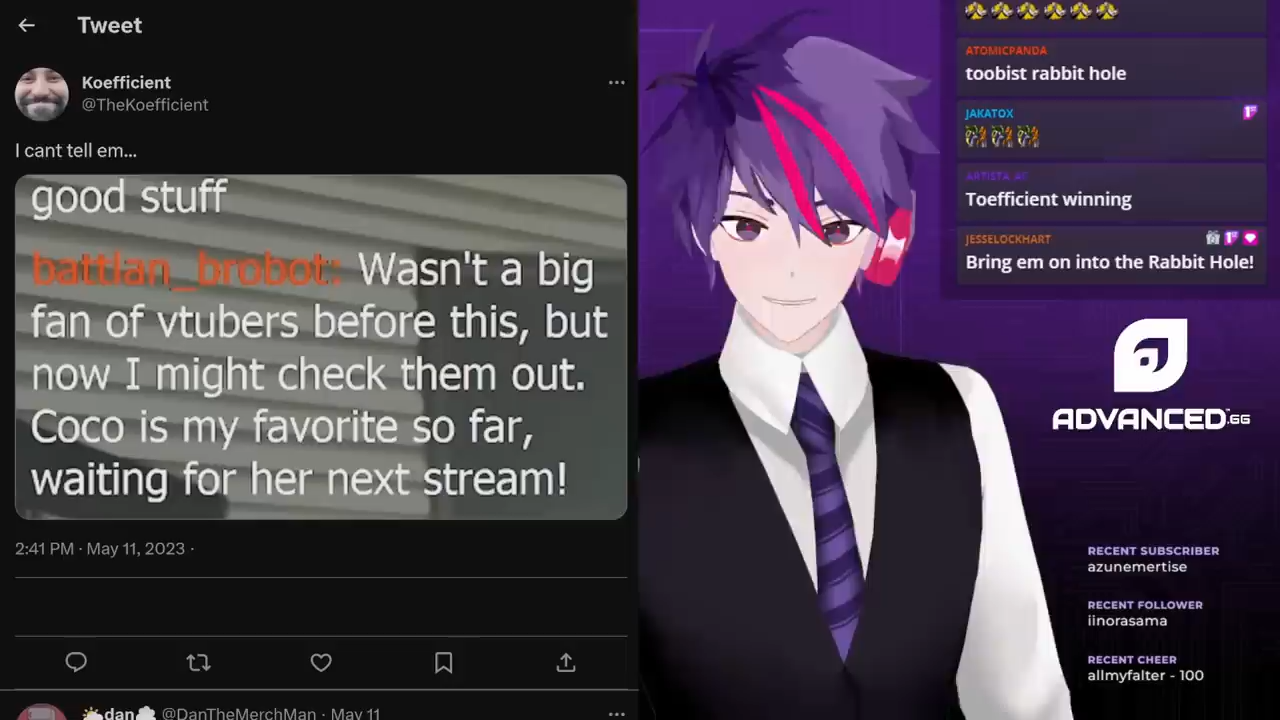 Tweet
Koefficient
@TheKoefficient
I cant tell em...
good stuff
battlan_brobot: Wasn't a big
fan of vtubers before this, but
now I might check them out.
Coco is my favorite so far,
waiting for her next stream!
2:41 PM · May 11, 2023 ·
dan @DanTheMerchMan · May 11
ATOMICPANDA
toobist rabbit hole
JAKATOX
ARTISTA_AF
Toefficient winning
JESSELOCKHART
Bring em on into the Rabbit Hole!
ADVANCED.GG
RECENT SUBSCRIBER
azunemertise
RECENT FOLLOWER
iinorasama
RECENT CHEER
allmyfalter - 100